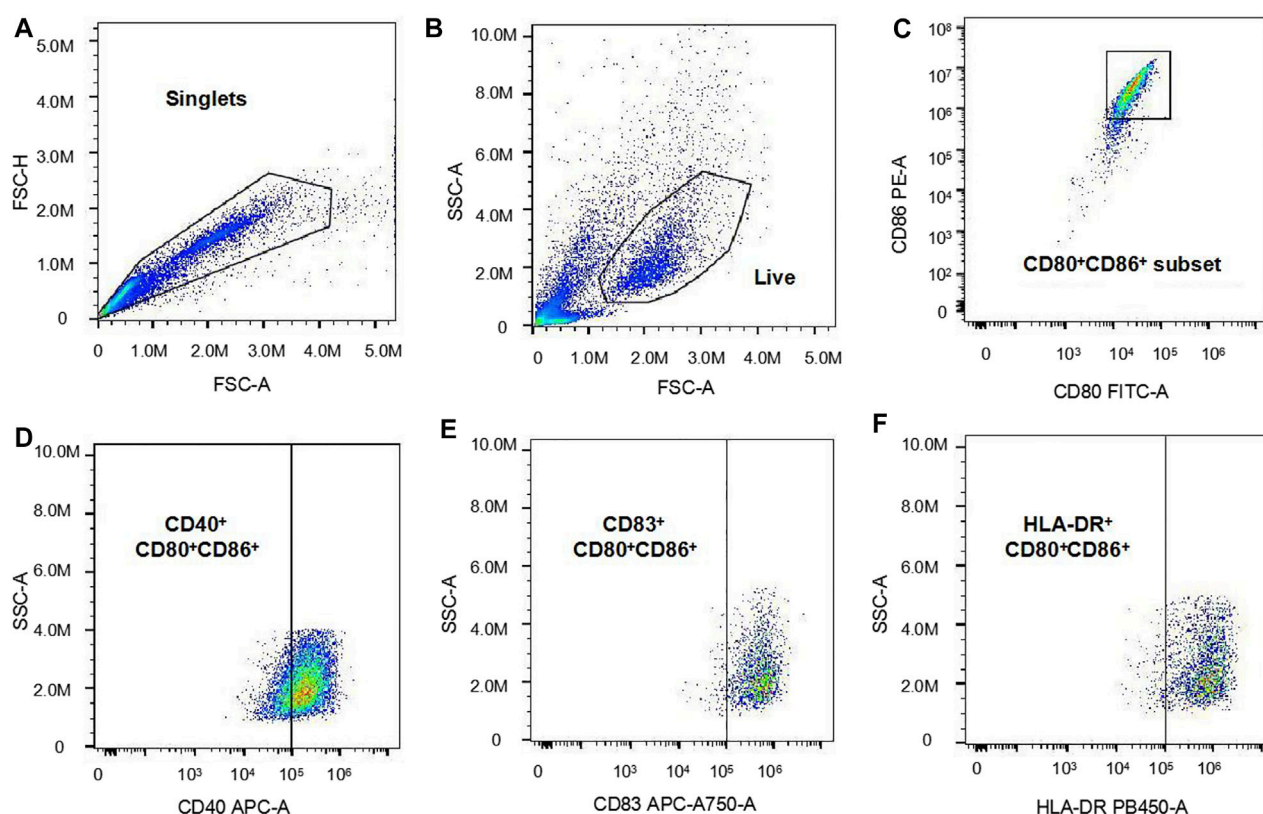 A
5.0M
4.0M
3.0M
2.0M
1.0M
0
FSC-H
Singlets
0 1.0M 2.0M 3.0M 4.0M 5.0M
FSC-A
B
10.0M
8.0M
6.0M
4.0M
2.0M
0
SSC-A
Live
0 1.0M 2.0M 3.0M 4.0M 5.0M
FSC-A
C
10⁸
10⁷
10⁶
10⁵
10⁴
10³
10²
0
CD86 PE-A
CD80⁺CD86⁺ subset
0 10³ 10⁴ 10⁵ 10⁶
CD80 FITC-A
D
10.0M
8.0M
6.0M
4.0M
2.0M
0
SSC-A
CD40⁺
CD80⁺CD86⁺
0 10³ 10⁴ 10⁵ 10⁶
CD40 APC-A
E
10.0M
8.0M
6.0M
4.0M
2.0M
0
SSC-A
CD83⁺
CD80⁺CD86⁺
0 10³ 10⁴ 10⁵ 10⁶
CD83 APC-A750-A
F
10.0M
8.0M
6.0M
4.0M
2.0M
0
SSC-A
HLA-DR⁺
CD80⁺CD86⁺
0 10³ 10⁴ 10⁵ 10⁶
HLA-DR PB450-A